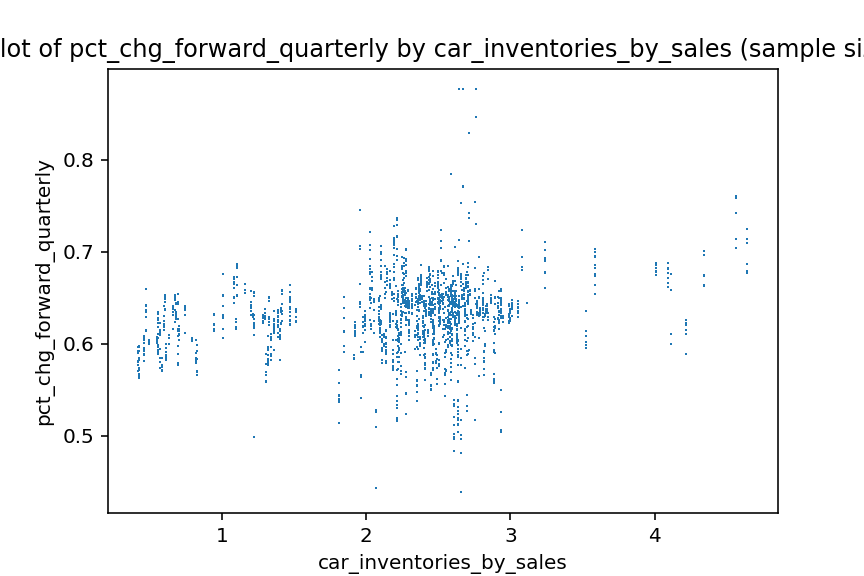 lot of pct_chg_forward_quarterly by car_inventories_by_sales (sample si
0.8
0.7
0.6
0.5
pct_chg_forward_quarterly
1 2 3 4
car_inventories_by_sales